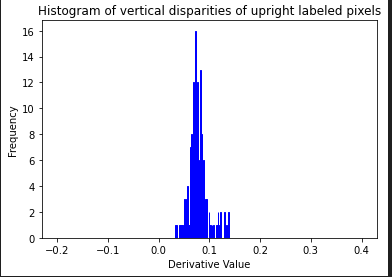 Histogram of vertical disparities of upright labeled pixels
16
14
12
10
8
6
4
2
0
Frequency
−0.2 −0.1 0.0 0.1 0.2 0.3 0.4
Derivative Value